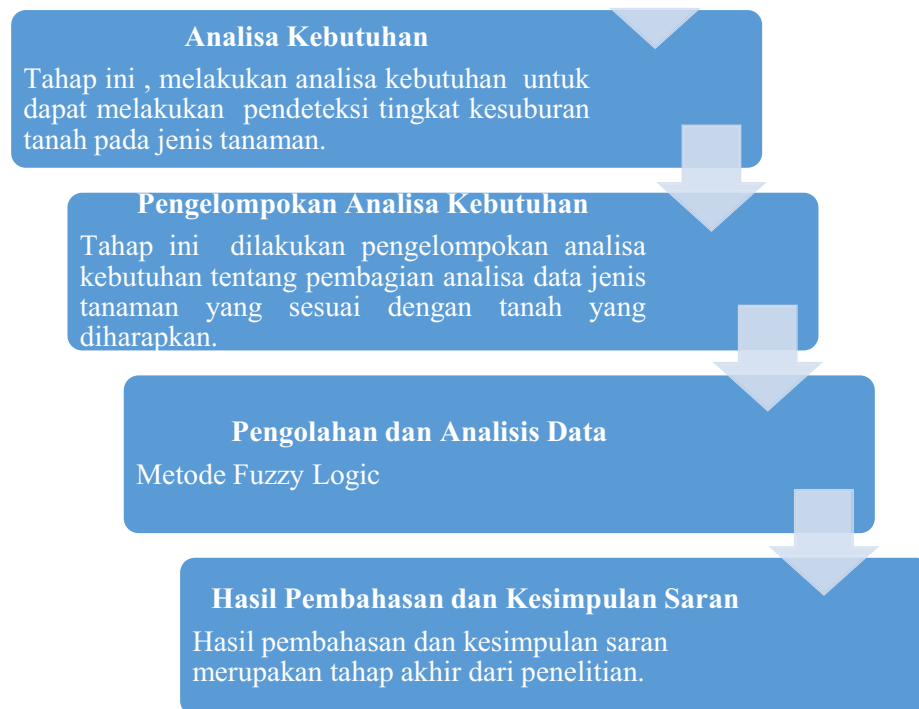 Analisa Kebutuhan
Tahap ini , melakukan analisa kebutuhan untuk
dapat melakukan pendeteksi tingkat kesuburan
tanah pada jenis tanaman.
Pengelompokan Analisa Kebutuhan
Tahap ini dilakukan pengelompokan analisa
kebutuhan tentang pembagian analisa data jenis
tanaman yang sesuai dengan tanah yang
diharapkan.
Pengolahan dan Analisis Data
Metode Fuzzy Logic
Hasil Pembahasan dan Kesimpulan Saran
Hasil pembahasan dan kesimpulan saran
merupakan tahap akhir dari penelitian.